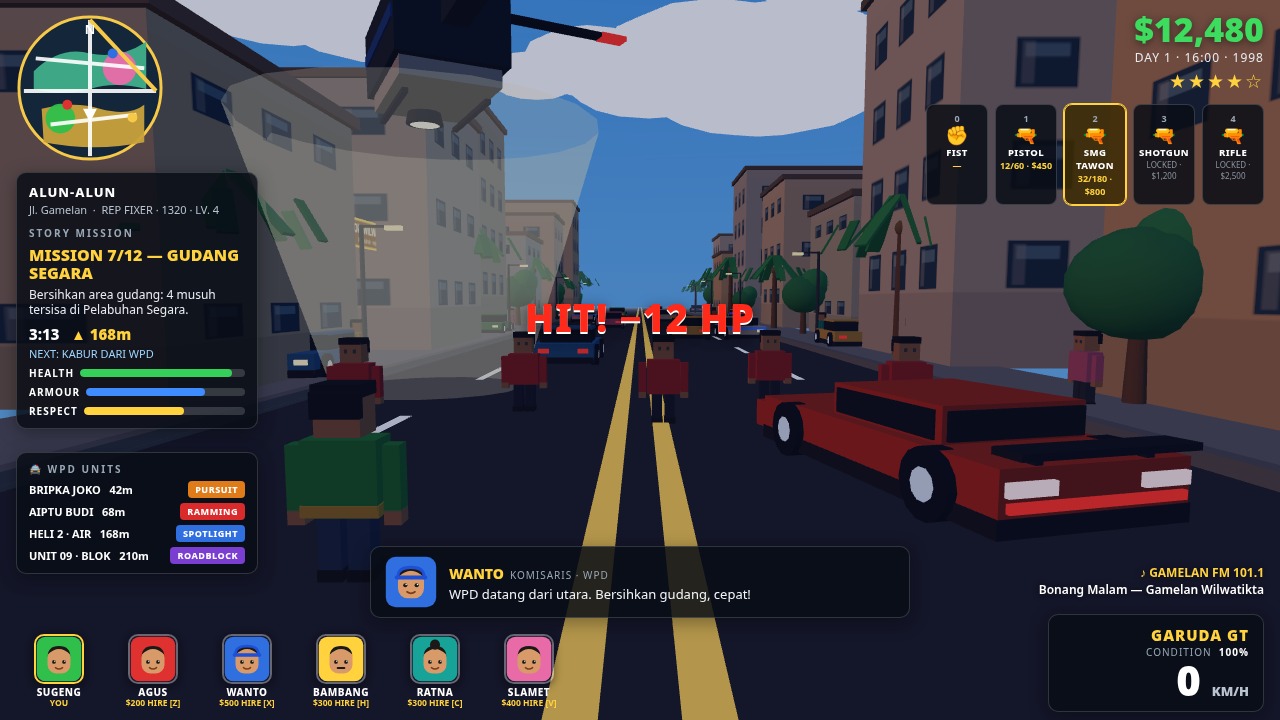 N
ALUN-ALUN
Jl. Gamelan · REP FIXER · 1320 · LV. 4
STORY MISSION
MISSION 7/12 — GUDANG
SEGARA
Bersihkan area gudang: 4 musuh
tersisa di Pelabuhan Segara.
3:13 ▲ 168m
NEXT: KABUR DARI WPD
HEALTH
ARMOUR
RESPECT
WPD UNITS
BRIPKA JOKO 42m PURSUIT
AIPTU BUDI 68m RAMMING
HELI 2 · AIR 168m SPOTLIGHT
UNIT 09 · BLOK 210m ROADBLOCK
$12,480
DAY 1 · 16:00 · 1998
★★★★☆
0 1 2 3 4
FIST PISTOL SMG TAWON SHOTGUN RIFLE
— 12/60 · $450 32/180 · $800 LOCKED · $1,200 LOCKED · $2,500
HIT! −12 HP
WANTO KOMISARIS · WPD
WPD datang dari utara. Bersihkan gudang, cepat!
♪ GAMELAN FM 101.1
Bonang Malam — Gamelan Wilwatikta
GARUDA GT
CONDITION 100%
0 KM/H
SUGENG AGUS WANTO BAMBANG RATNA SLAMET
YOU $200 HIRE [Z] $500 HIRE [X] $300 HIRE [H] $300 HIRE [C] $400 HIRE [V]